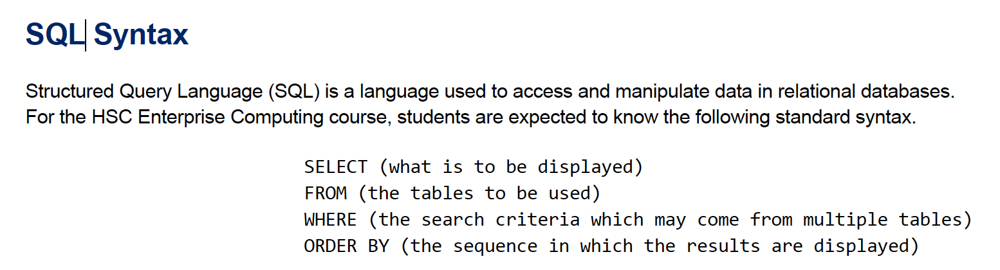 SQL Syntax
Structured Query Language (SQL) is a language used to access and manipulate data in relational databases.
For the HSC Enterprise Computing course, students are expected to know the following standard syntax.
SELECT (what is to be displayed)
FROM (the tables to be used)
WHERE (the search criteria which may come from multiple tables)
ORDER BY (the sequence in which the results are displayed)